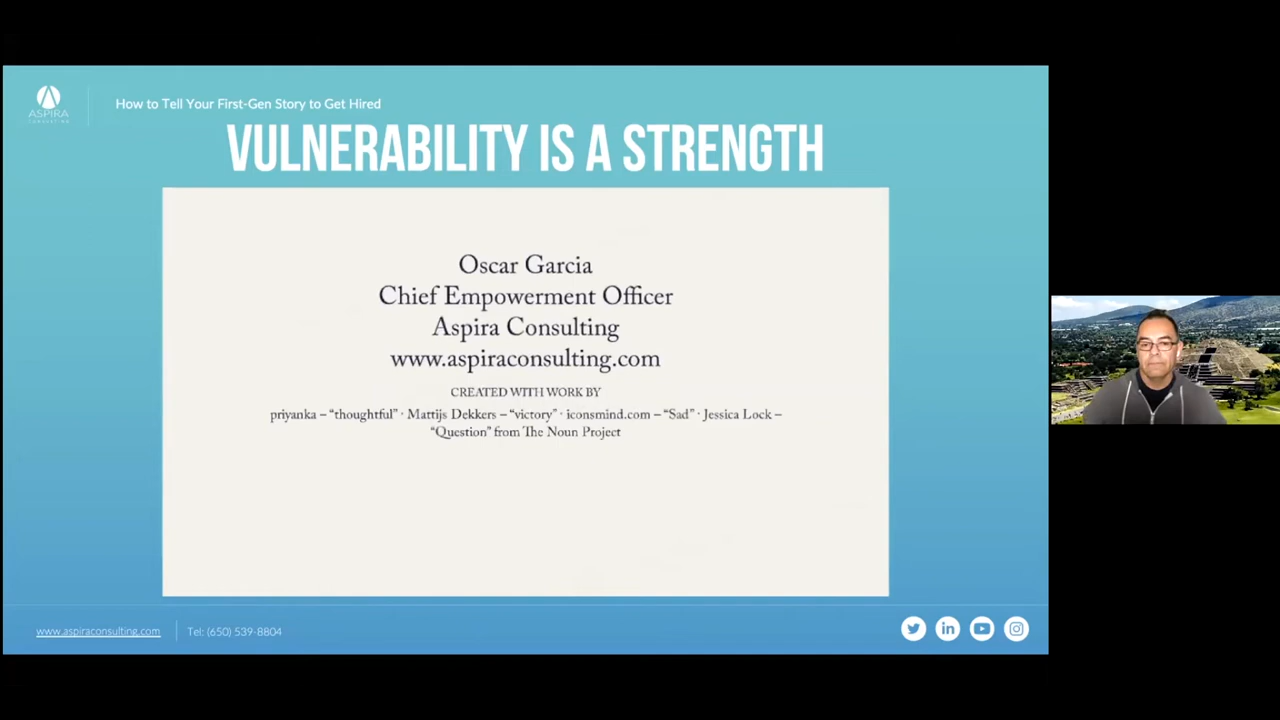 ASPIRA
CONSULTING
How to Tell Your First-Gen Story to Get Hired
VULNERABILITY IS A STRENGTH
Oscar Garcia
Chief Empowerment Officer
Aspira Consulting
www.aspiraconsulting.com
CREATED WITH WORK BY
priyanka – “thoughtful” · Mattijs Dekkers – “victory” · iconsmind.com – “Sad” · Jessica Lock –
“Question” from The Noun Project
www.aspiraconsulting.com
Tel: (650) 539-8804